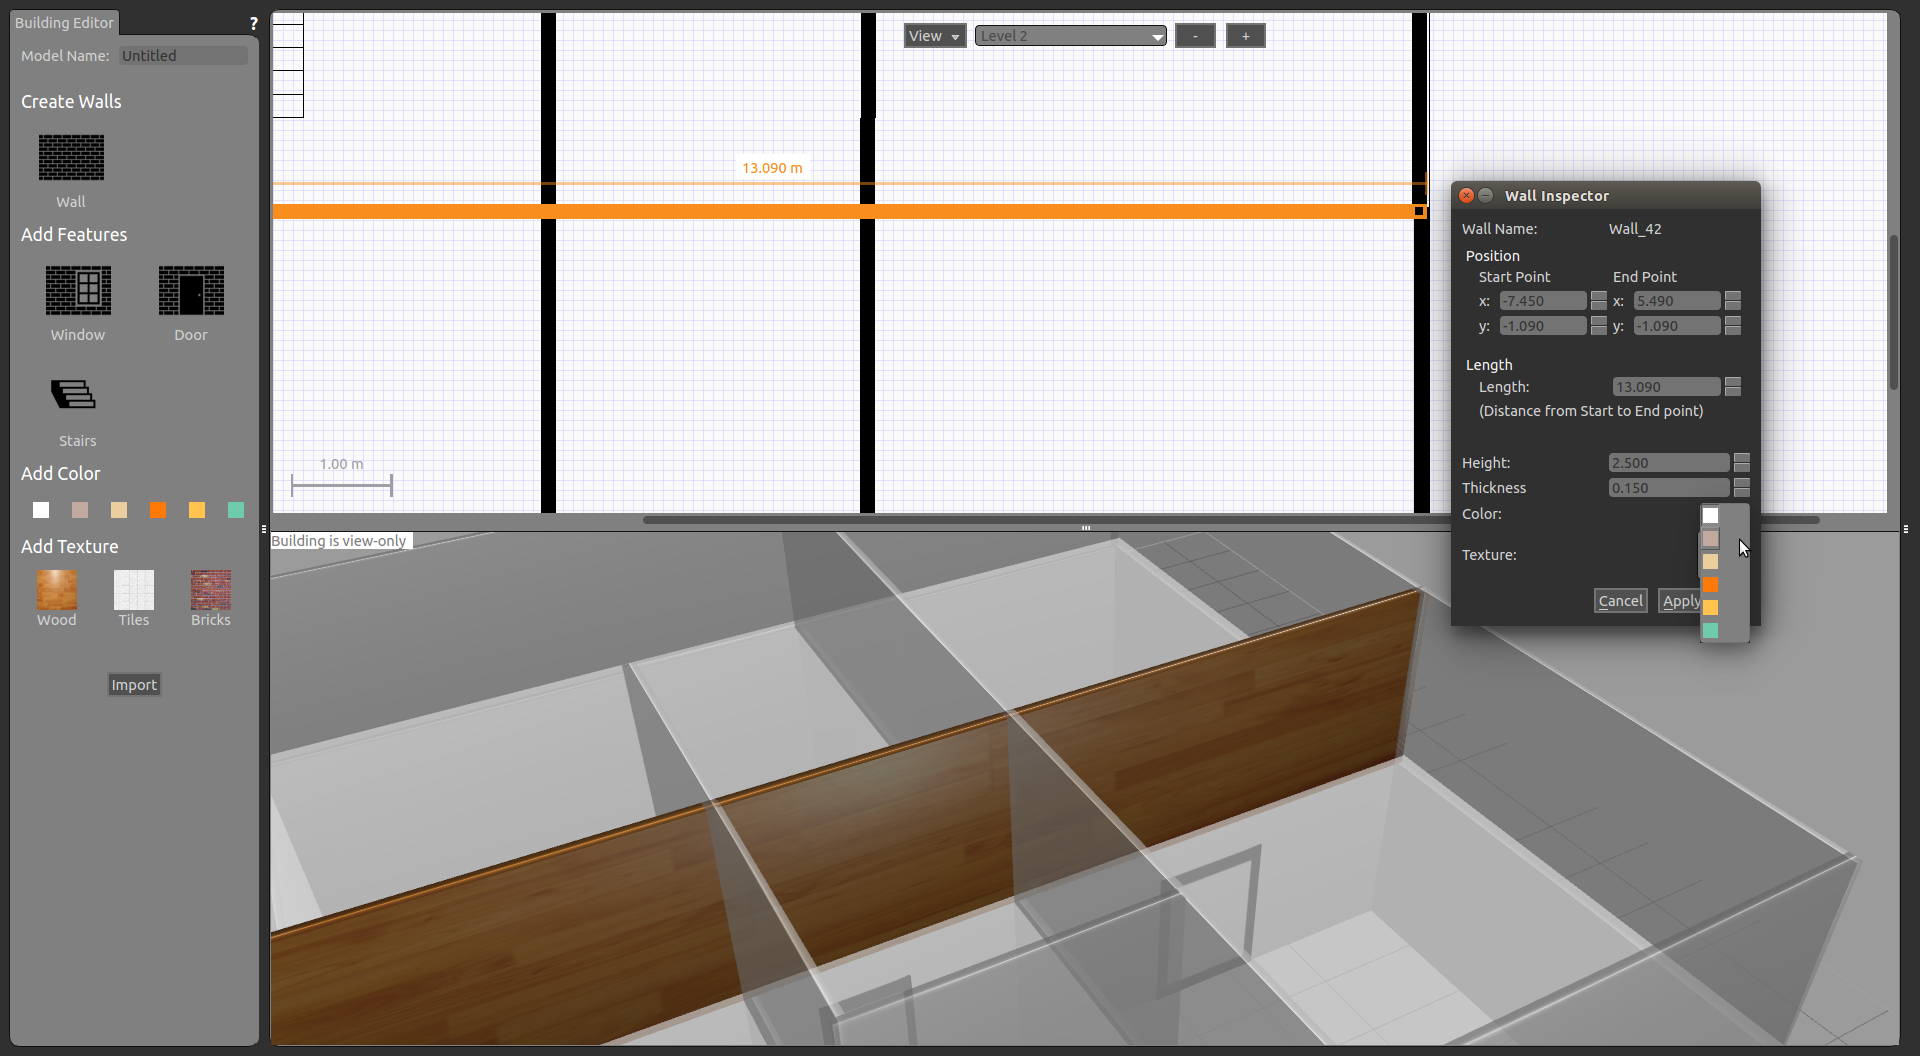 Building Editor
?
Model Name: Untitled
Create Walls
Wall
Add Features
Window Door
Stairs
Add Color
Add Texture
Wood Tiles Bricks
Import
View Level 2 - +
13.090 m
1.00 m
Building is view-only
Wall Inspector
Wall Name: Wall_42
Position
Start Point End Point
x: -7.450 x: 5.490
y: -1.090 y: -1.090
Length
Length: 13.090
(Distance from Start to End point)
Height: 2.500
Thickness 0.150
Color:
Texture:
Cancel Apply